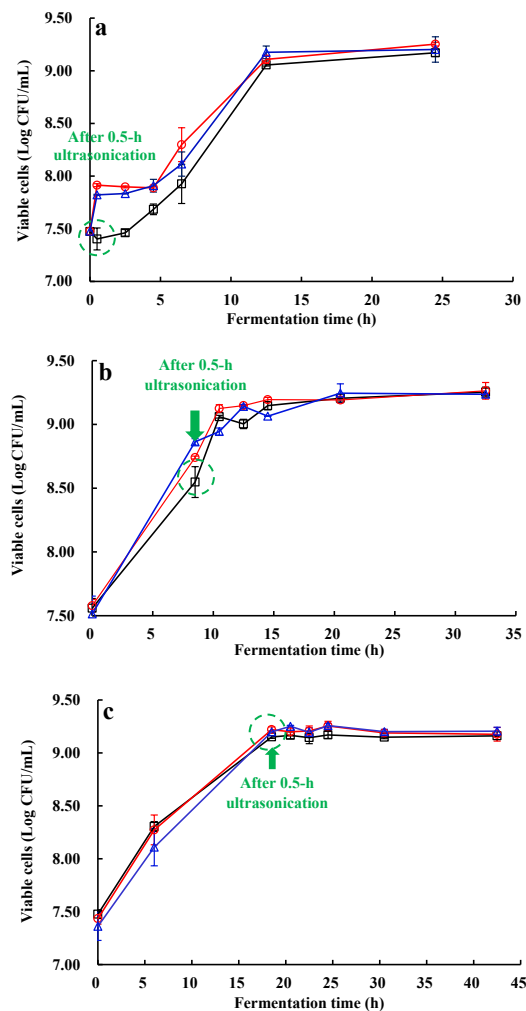 a
9.00
8.50
8.00
7.50
7.00
Viable cells (Log CFU/mL)
After 0.5-h
ultrasonication
0 5 10 15 20 25 30
Fermentation time (h)
b
9.50
9.00
8.50
8.00
7.50
Viable cells (Log CFU/mL)
After 0.5-h
ultrasonication
0 5 10 15 20 25 30 35
Fermentation time (h)
c
9.50
9.00
8.50
8.00
7.50
7.00
Viable cells (Log CFU/mL)
After 0.5-h
ultrasonication
0 5 10 15 20 25 30 35 40 45
Fermentation time (h)